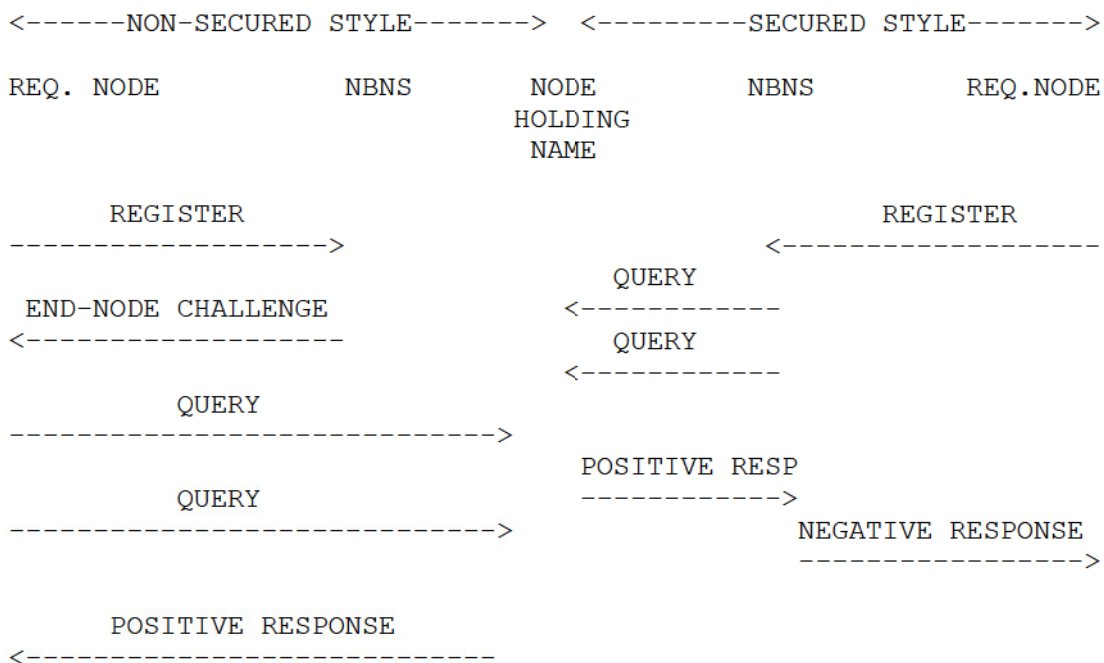 <------NON-SECURED STYLE-------> <---------SECURED STYLE------->
REQ. NODE NBNS NODE NBNS REQ.NODE
HOLDING
NAME
REGISTER REGISTER
-------------------> <-------------------
QUERY
END-NODE CHALLENGE <------------
<-------------------- QUERY
<------------
QUERY
----------------------------->
POSITIVE RESP
QUERY ------------>
-----------------------------> NEGATIVE RESPONSE
----------------->
POSITIVE RESPONSE
<----------------------------